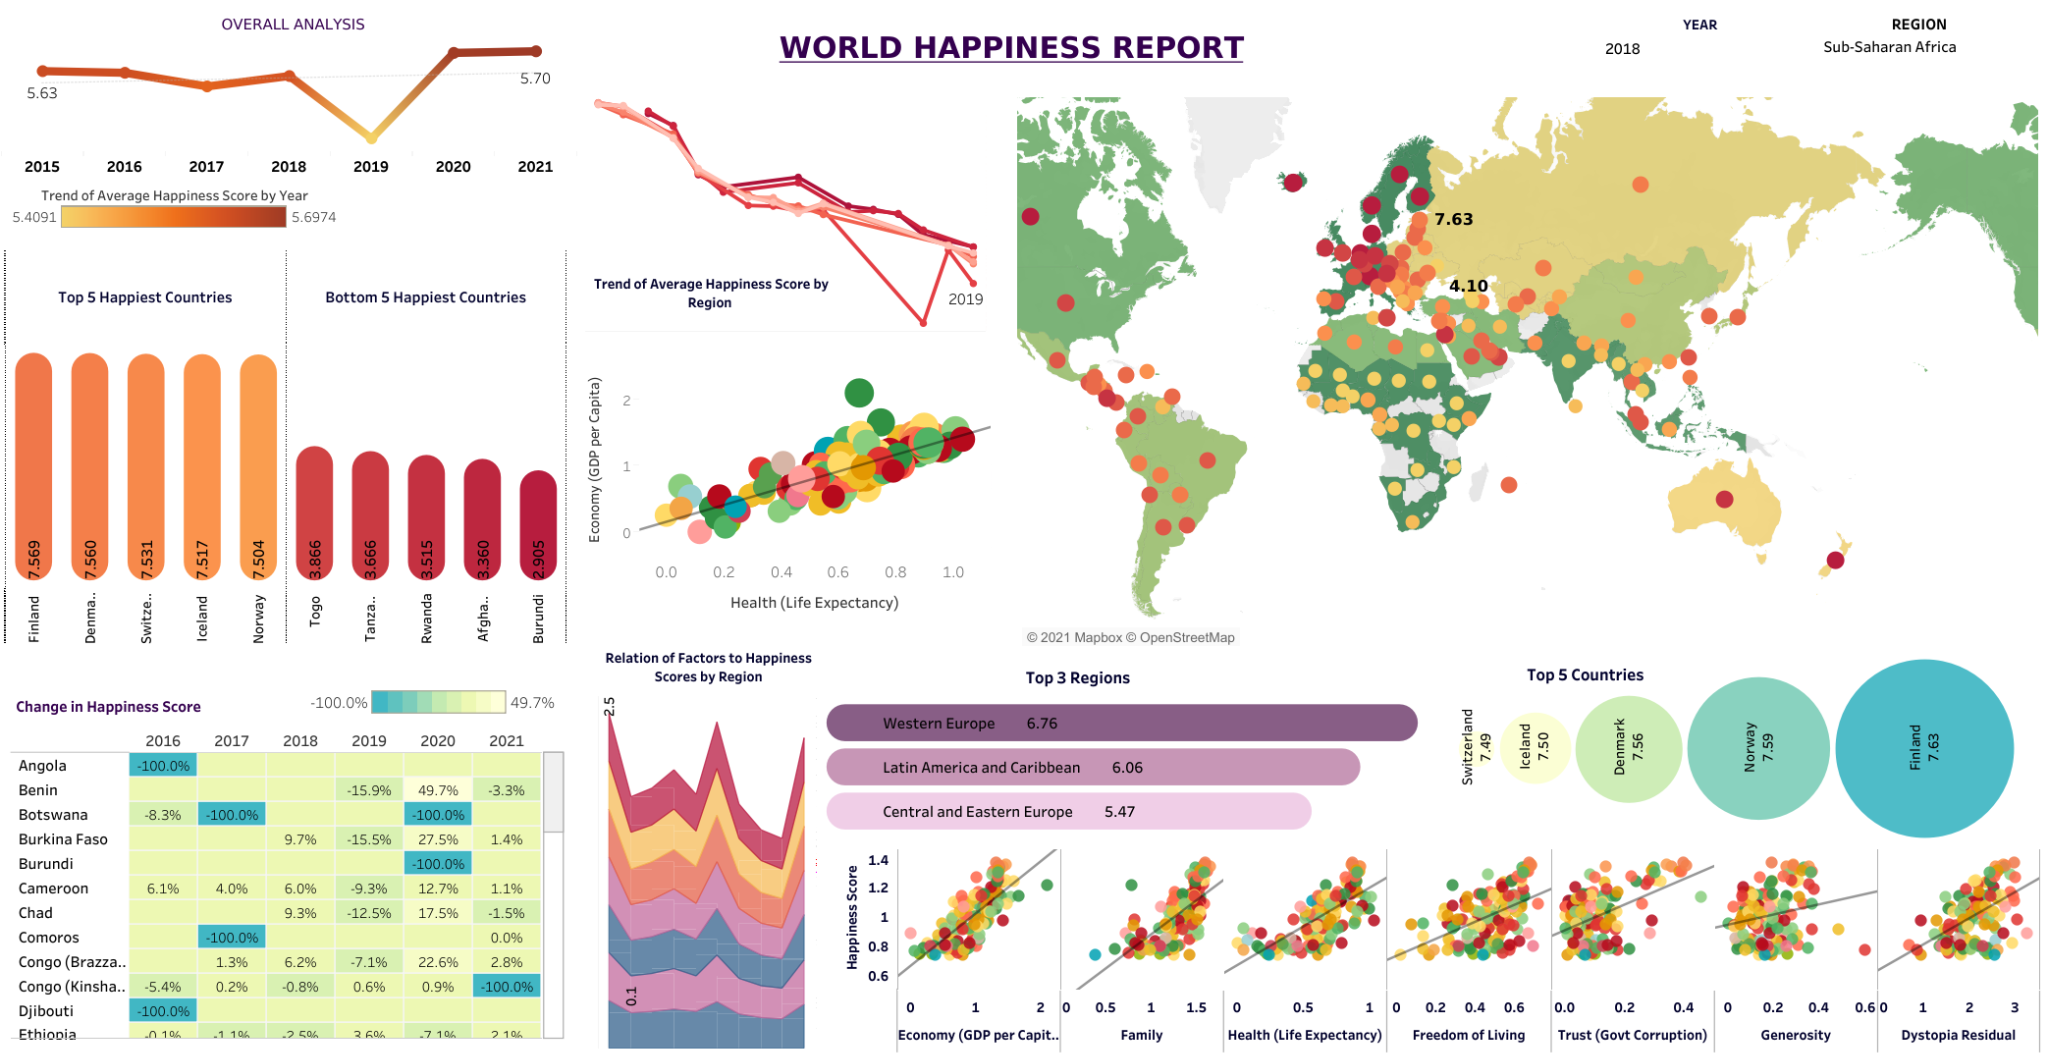 OVERALL ANALYSIS
5.63
5.70
2015 2016 2017 2018 2019 2020 2021
Trend of Average Happiness Score by Year
5.4091 5.6974
WORLD HAPPINESS REPORT
YEAR
2018
REGION
Sub-Saharan Africa
Top 5 Happiest Countries
7.569 7.560 7.531 7.517 7.504
Finland Denma.. Switze.. Iceland Norway
Bottom 5 Happiest Countries
3.866 3.666 3.515 3.360 2.905
Togo Tanza.. Rwanda Afgha.. Burundi
Trend of Average Happiness Score by
Region
2019
Economy (GDP per Capita)
2
1
0
0.0 0.2 0.4 0.6 0.8 1.0
Health (Life Expectancy)
7.63
4.10
© 2021 Mapbox © OpenStreetMap
Change in Happiness Score
-100.0% 49.7%
2016 2017 2018 2019 2020 2021
Angola -100.0%
Benin -15.9% 49.7% -3.3%
Botswana -8.3% -100.0% -100.0%
Burkina Faso 9.7% -15.5% 27.5% 1.4%
Burundi -100.0%
Cameroon 6.1% 4.0% 6.0% -9.3% 12.7% 1.1%
Chad 9.3% -12.5% 17.5% -1.5%
Comoros -100.0% 0.0%
Congo (Brazza.. 1.3% 6.2% -7.1% 22.6% 2.8%
Congo (Kinsha.. -5.4% 0.2% -0.8% 0.6% 0.9% -100.0%
Djibouti -100.0%
Ethiopia -0.1% -1.1% -2.5% 3.6% -7.1% 2.1%
Relation of Factors to Happiness
Scores by Region
2.5
0.1
Top 3 Regions
Western Europe 6.76
Latin America and Caribbean 6.06
Central and Eastern Europe 5.47
Top 5 Countries
Switzerland
7.49
Iceland
7.50
Denmark
7.56
Norway
7.59
Finland
7.63
Happiness Score
1.4
1.2
1
0.8
0.6
0 1 2
Economy (GDP per Capit..
0 0.5 1 1.5
Family
0 0.5 1
Health (Life Expectancy)
0 0.2 0.4 0.6
Freedom of Living
0.0 0.2 0.4
Trust (Govt Corruption)
0 0.2 0.4 0.6
Generosity
0 1 2 3
Dystopia Residual